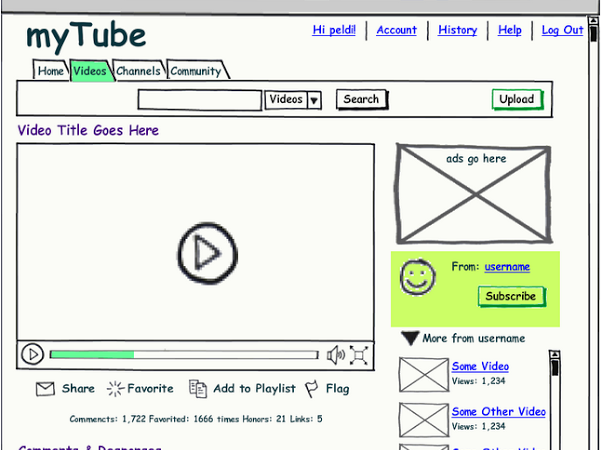 myTube
Hi peldi! Account History Help Log Out
Home Videos Channels Community
Videos Search Upload
Video Title Goes Here
ads go here
From: username
Subscribe
More from username
Some Video
Views: 1,234
Share Favorite Add to Playlist Flag
Some Other Video
Views: 1,234
Commencts: 1,722 Favorited: 1666 times Honors: 21 Links: 5